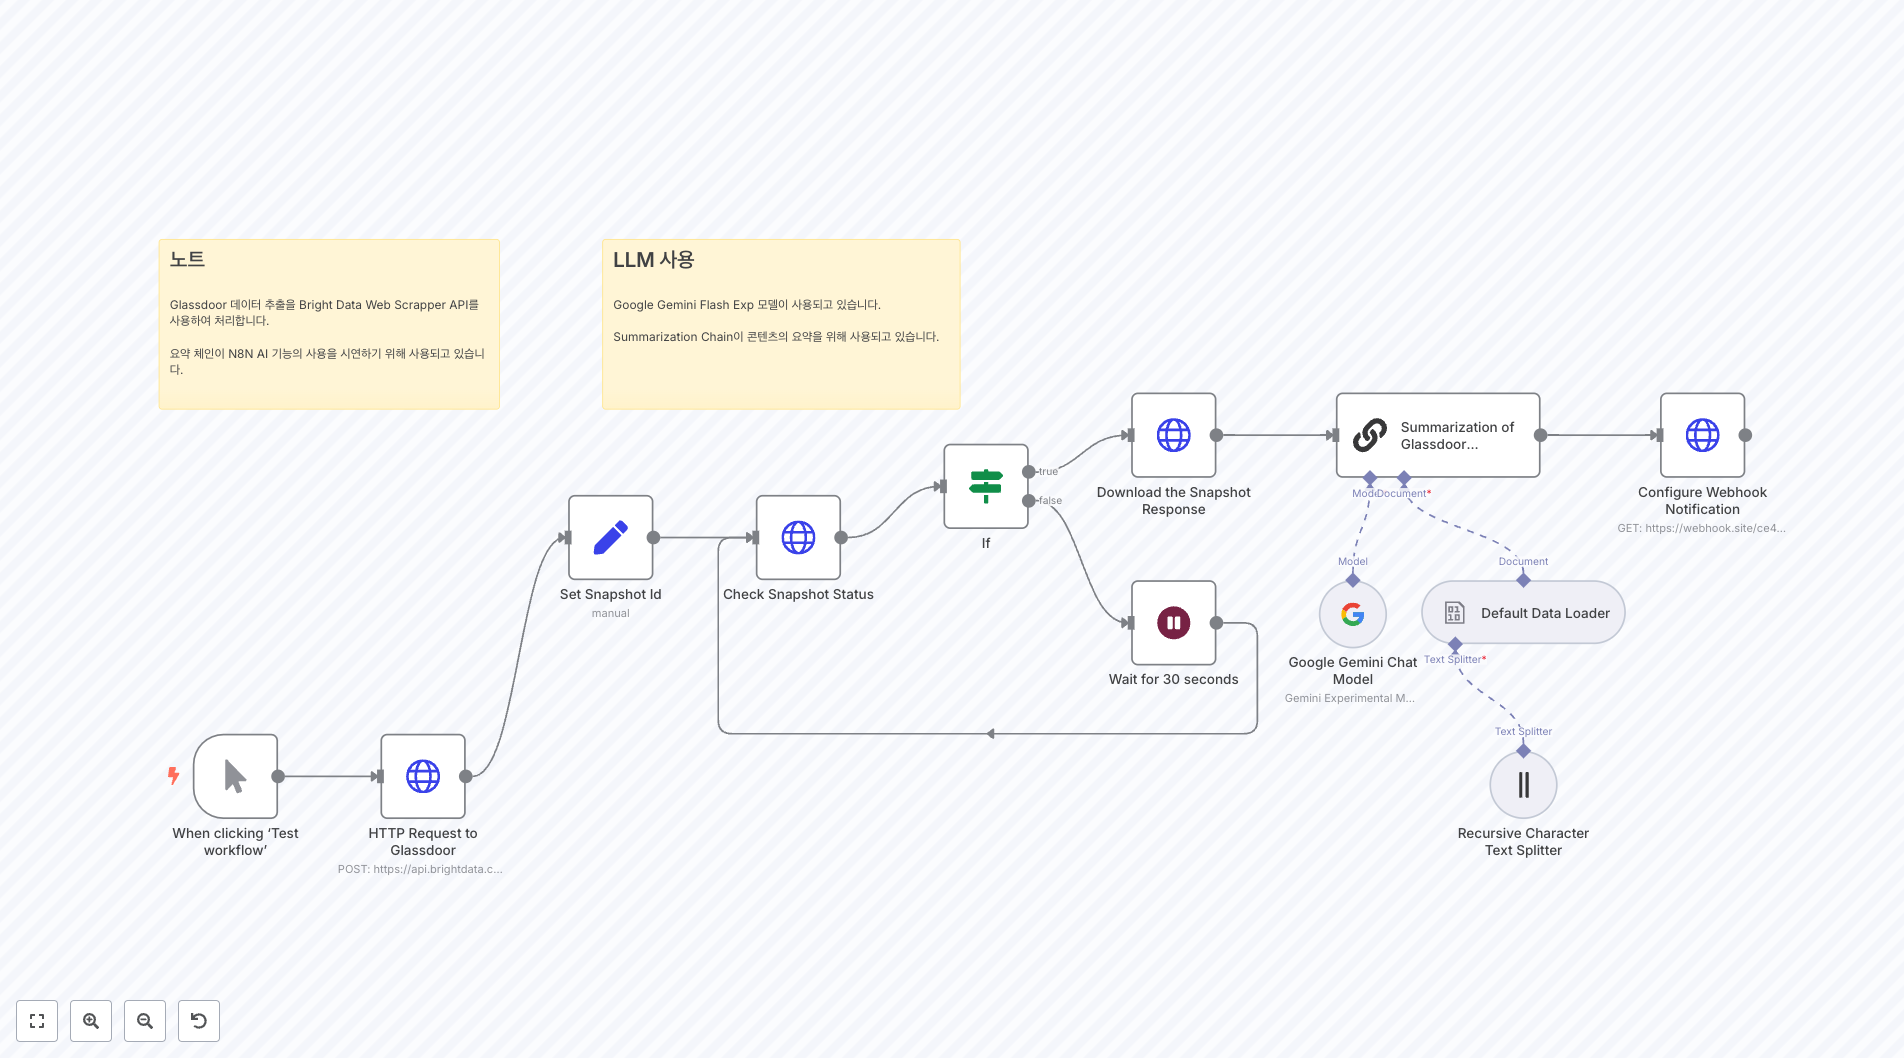 노트
Glassdoor 데이터 추출을 Bright Data Web Scrapper API를
사용하여 처리합니다.
요약 체인이 N8N AI 기능의 사용을 시연하기 위해 사용되고 있습니
다.
LLM 사용
Google Gemini Flash Exp 모델이 사용되고 있습니다.
Summarization Chain이 콘텐츠의 요약을 위해 사용되고 있습니다.
When clicking ‘Test
workflow’
HTTP Request to
Glassdoor
POST: https://api.brightdata.c...
Set Snapshot Id
manual
Check Snapshot Status
If
true
false
Download the Snapshot
Response
Wait for 30 seconds
Summarization of
Glassdoor...
Document*
Model
Google Gemini Chat
Model
Gemini Experimental M...
Document
Default Data Loader
Text Splitter*
Text Splitter
Recursive Character
Text Splitter
Configure Webhook
Notification
GET: https://webhook.site/ce4...